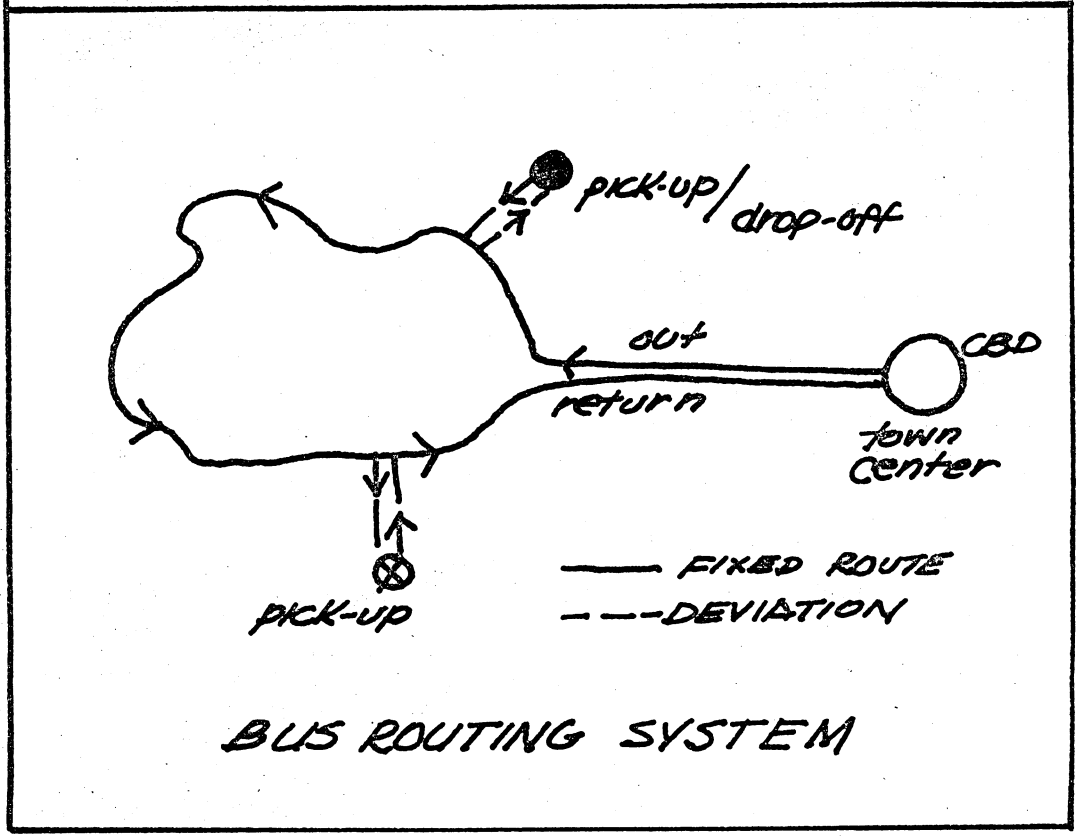 pick-up/
drop-off
out
CBD
return
town
center
FIXED ROUTE
pick-up
DEVIATION
BUS ROUTING SYSTEM